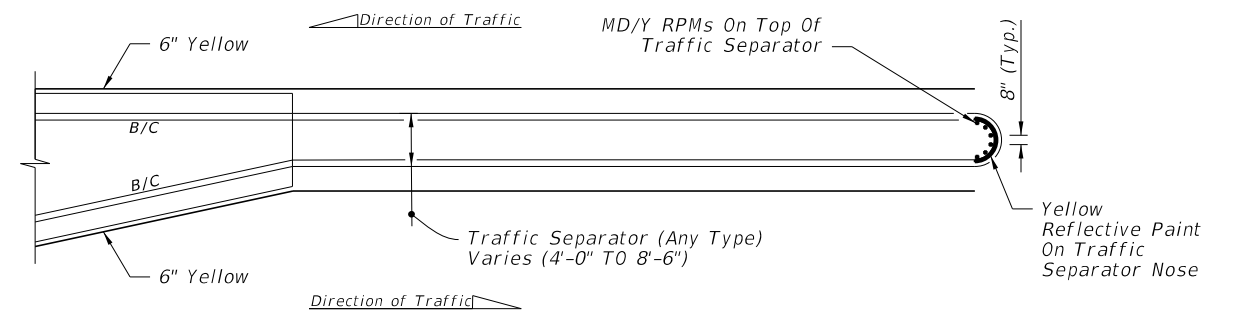 Direction of Traffic
MD/Y RPMs On Top Of
Traffic Separator
6" Yellow
8" (Typ.)
B/C
B/C
Yellow
Reflective Paint
On Traffic
Separator Nose
Traffic Separator (Any Type)
Varies (4'-0" TO 8'-6")
6" Yellow
Direction of Traffic